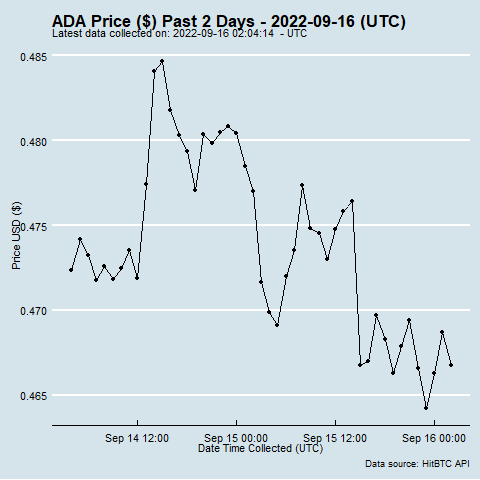 ADA Price ($) Past 2 Days - 2022-09-16 (UTC)
Latest data collected on: 2022-09-16 02:04:14  - UTC
0.485
0.480
0.475
0.470
0.465
Price USD ($)
Sep 14 12:00
Sep 15 00:00
Sep 15 12:00
Sep 16 00:00
Date Time Collected (UTC)
Data source: HitBTC API